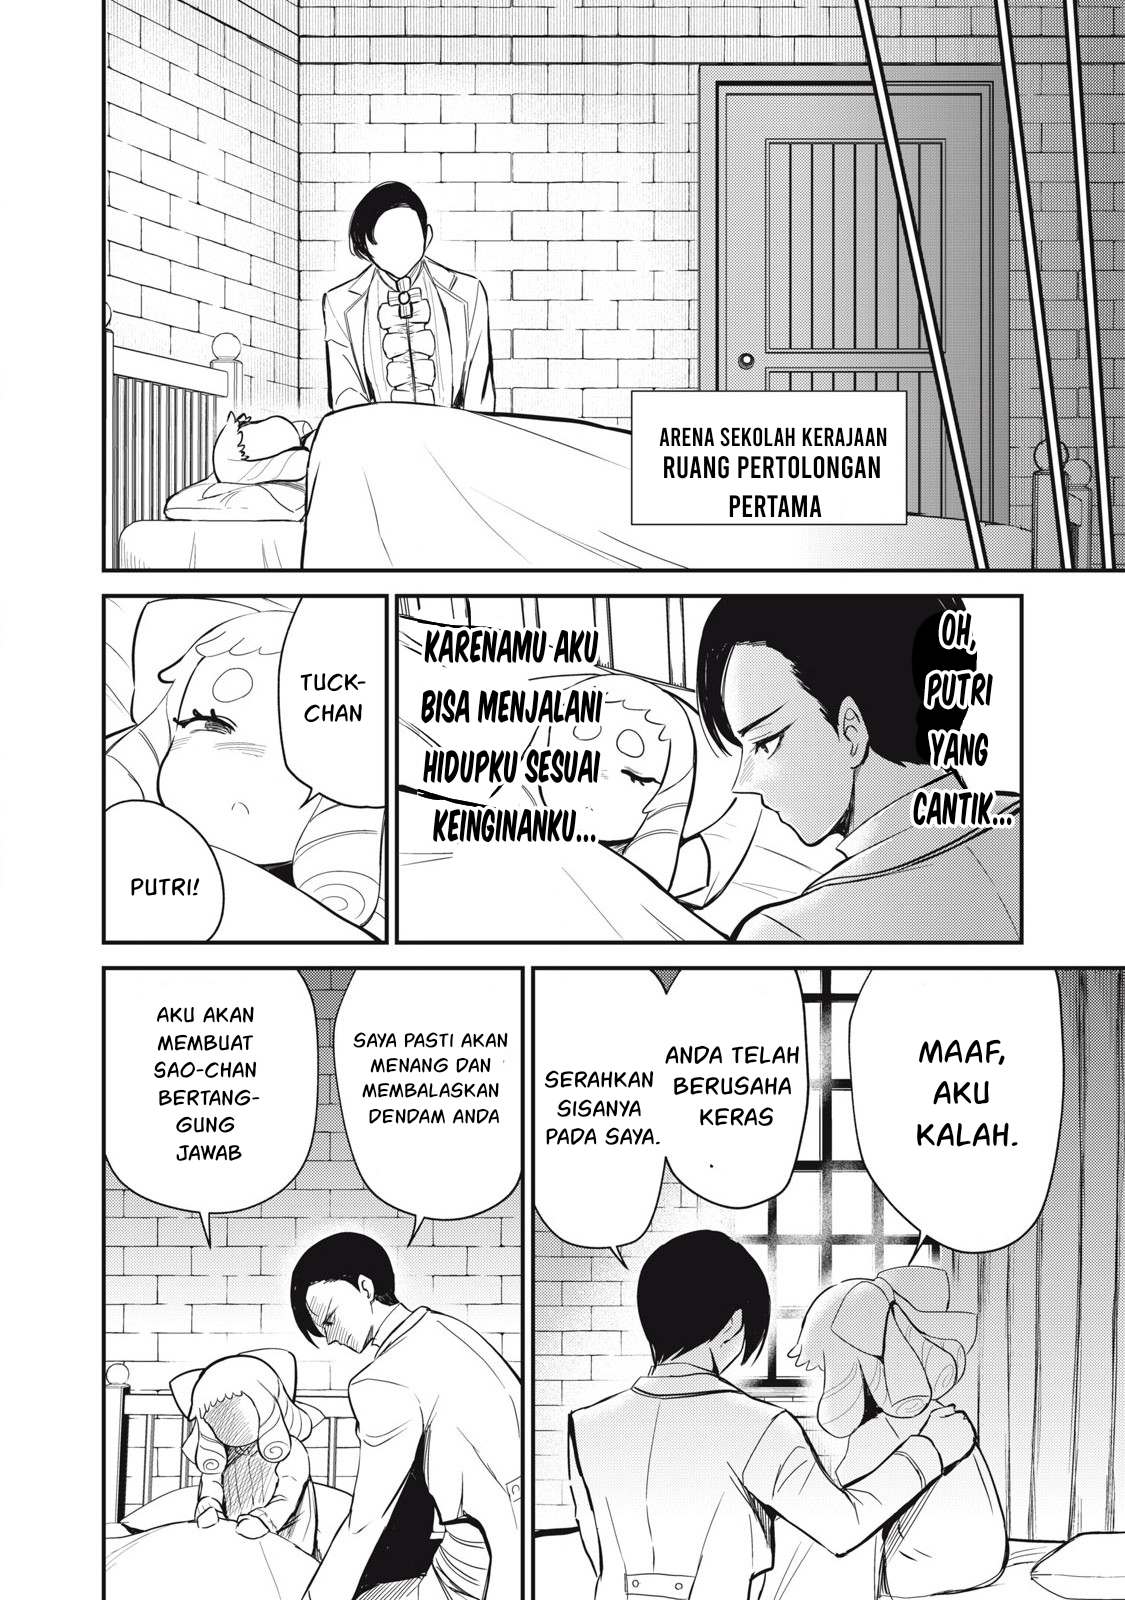 ARENA SEKOLAH KERAJAAN
RUANG PERTOLONGAN
PERTAMA
OH,
PUTRI
YANG
CANTIK...
KARENAMU AKU
BISA MENJALANI
HIDUPKU SESUAI
KEINGINANKU...
TUCK-
CHAN
PUTRI!
MAAF,
AKU
KALAH.
ANDA TELAH
BERUSAHA
KERAS
SERAHKAN
SISANYA
PADA SAYA.
SAYA PASTI AKAN
MENANG DAN
MEMBALASKAN
DENDAM ANDA
AKU AKAN
MEMBUAT
SAO-CHAN
BERTANG-
GUNG
JAWAB